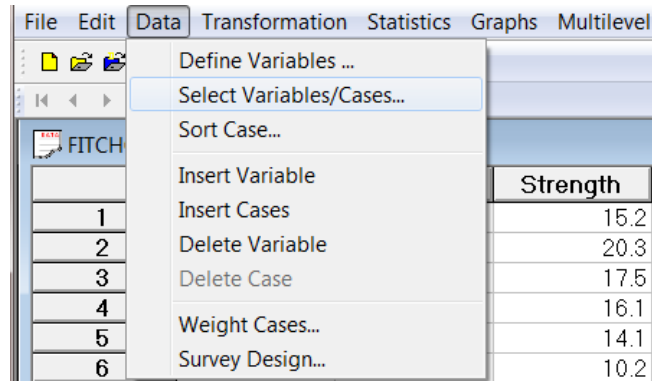 File Edit Data Transformation Statistics Graphs Multilevel
Define Variables ...
Select Variables/Cases...
Sort Case...
FITCH
Insert Variable
Insert Cases
Delete Variable
Delete Case
Weight Cases...
Survey Design...
Strength
1 15.2
2 20.3
3 17.5
4 16.1
5 14.1
6 10.2